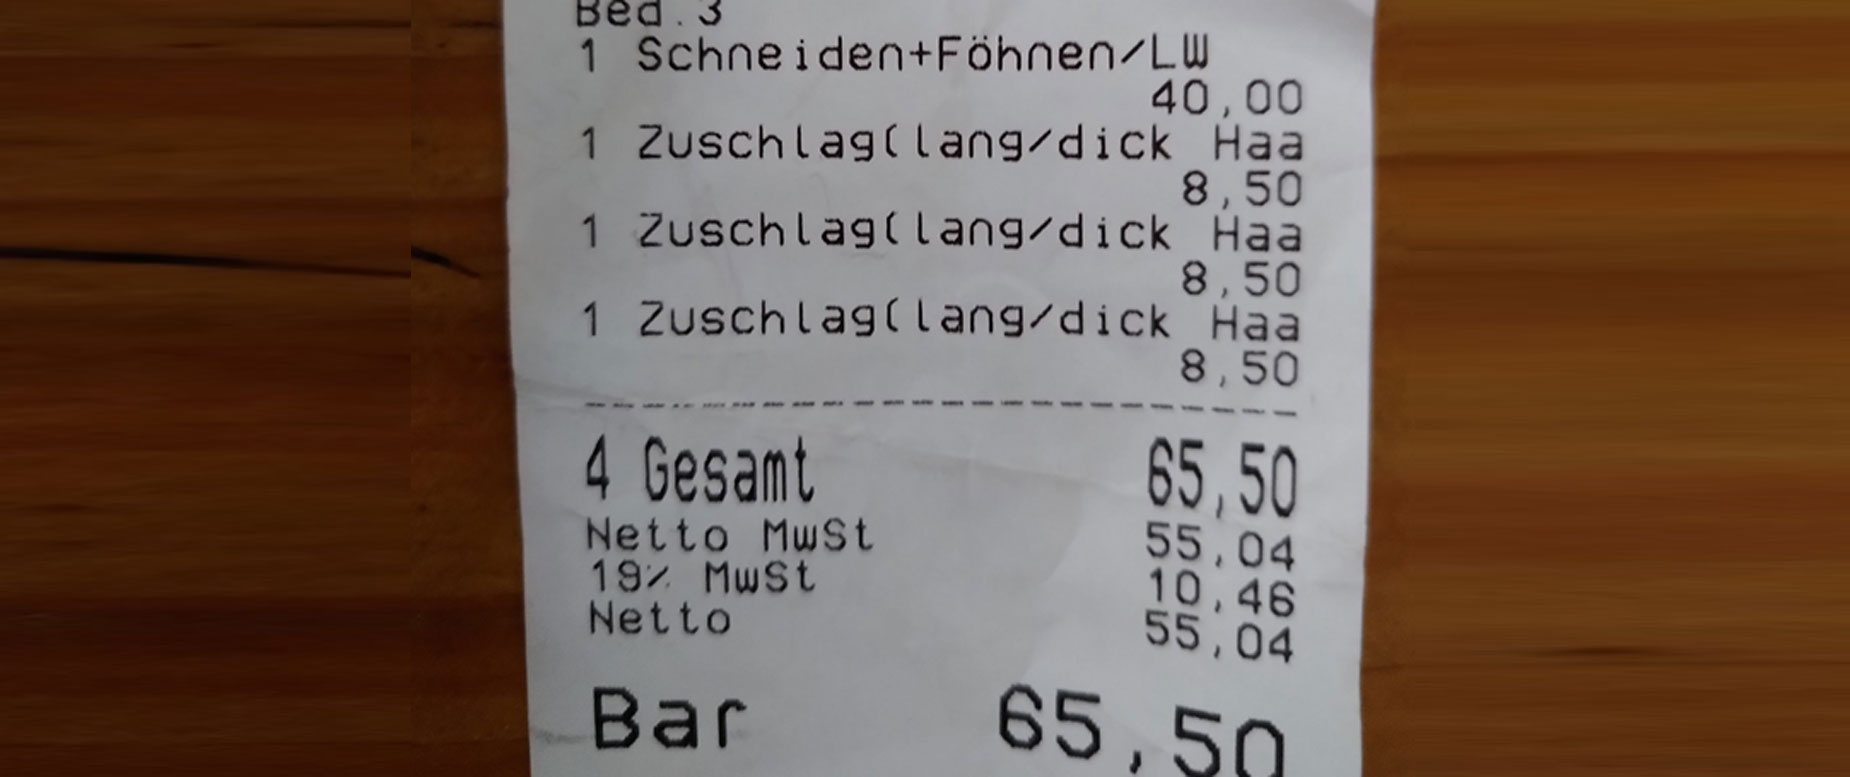 Bed.3
1 Schneiden+Föhnen/LW
40,00
1 Zuschlag(lang/dick Haa
8,50
1 Zuschlag(lang/dick Haa
8,50
1 Zuschlag(lang/dick Haa
8,50
4 Gesamt 65,50
Netto MwSt 55,04
19% MwSt 10,46
Netto 55,04
Bar 65,50